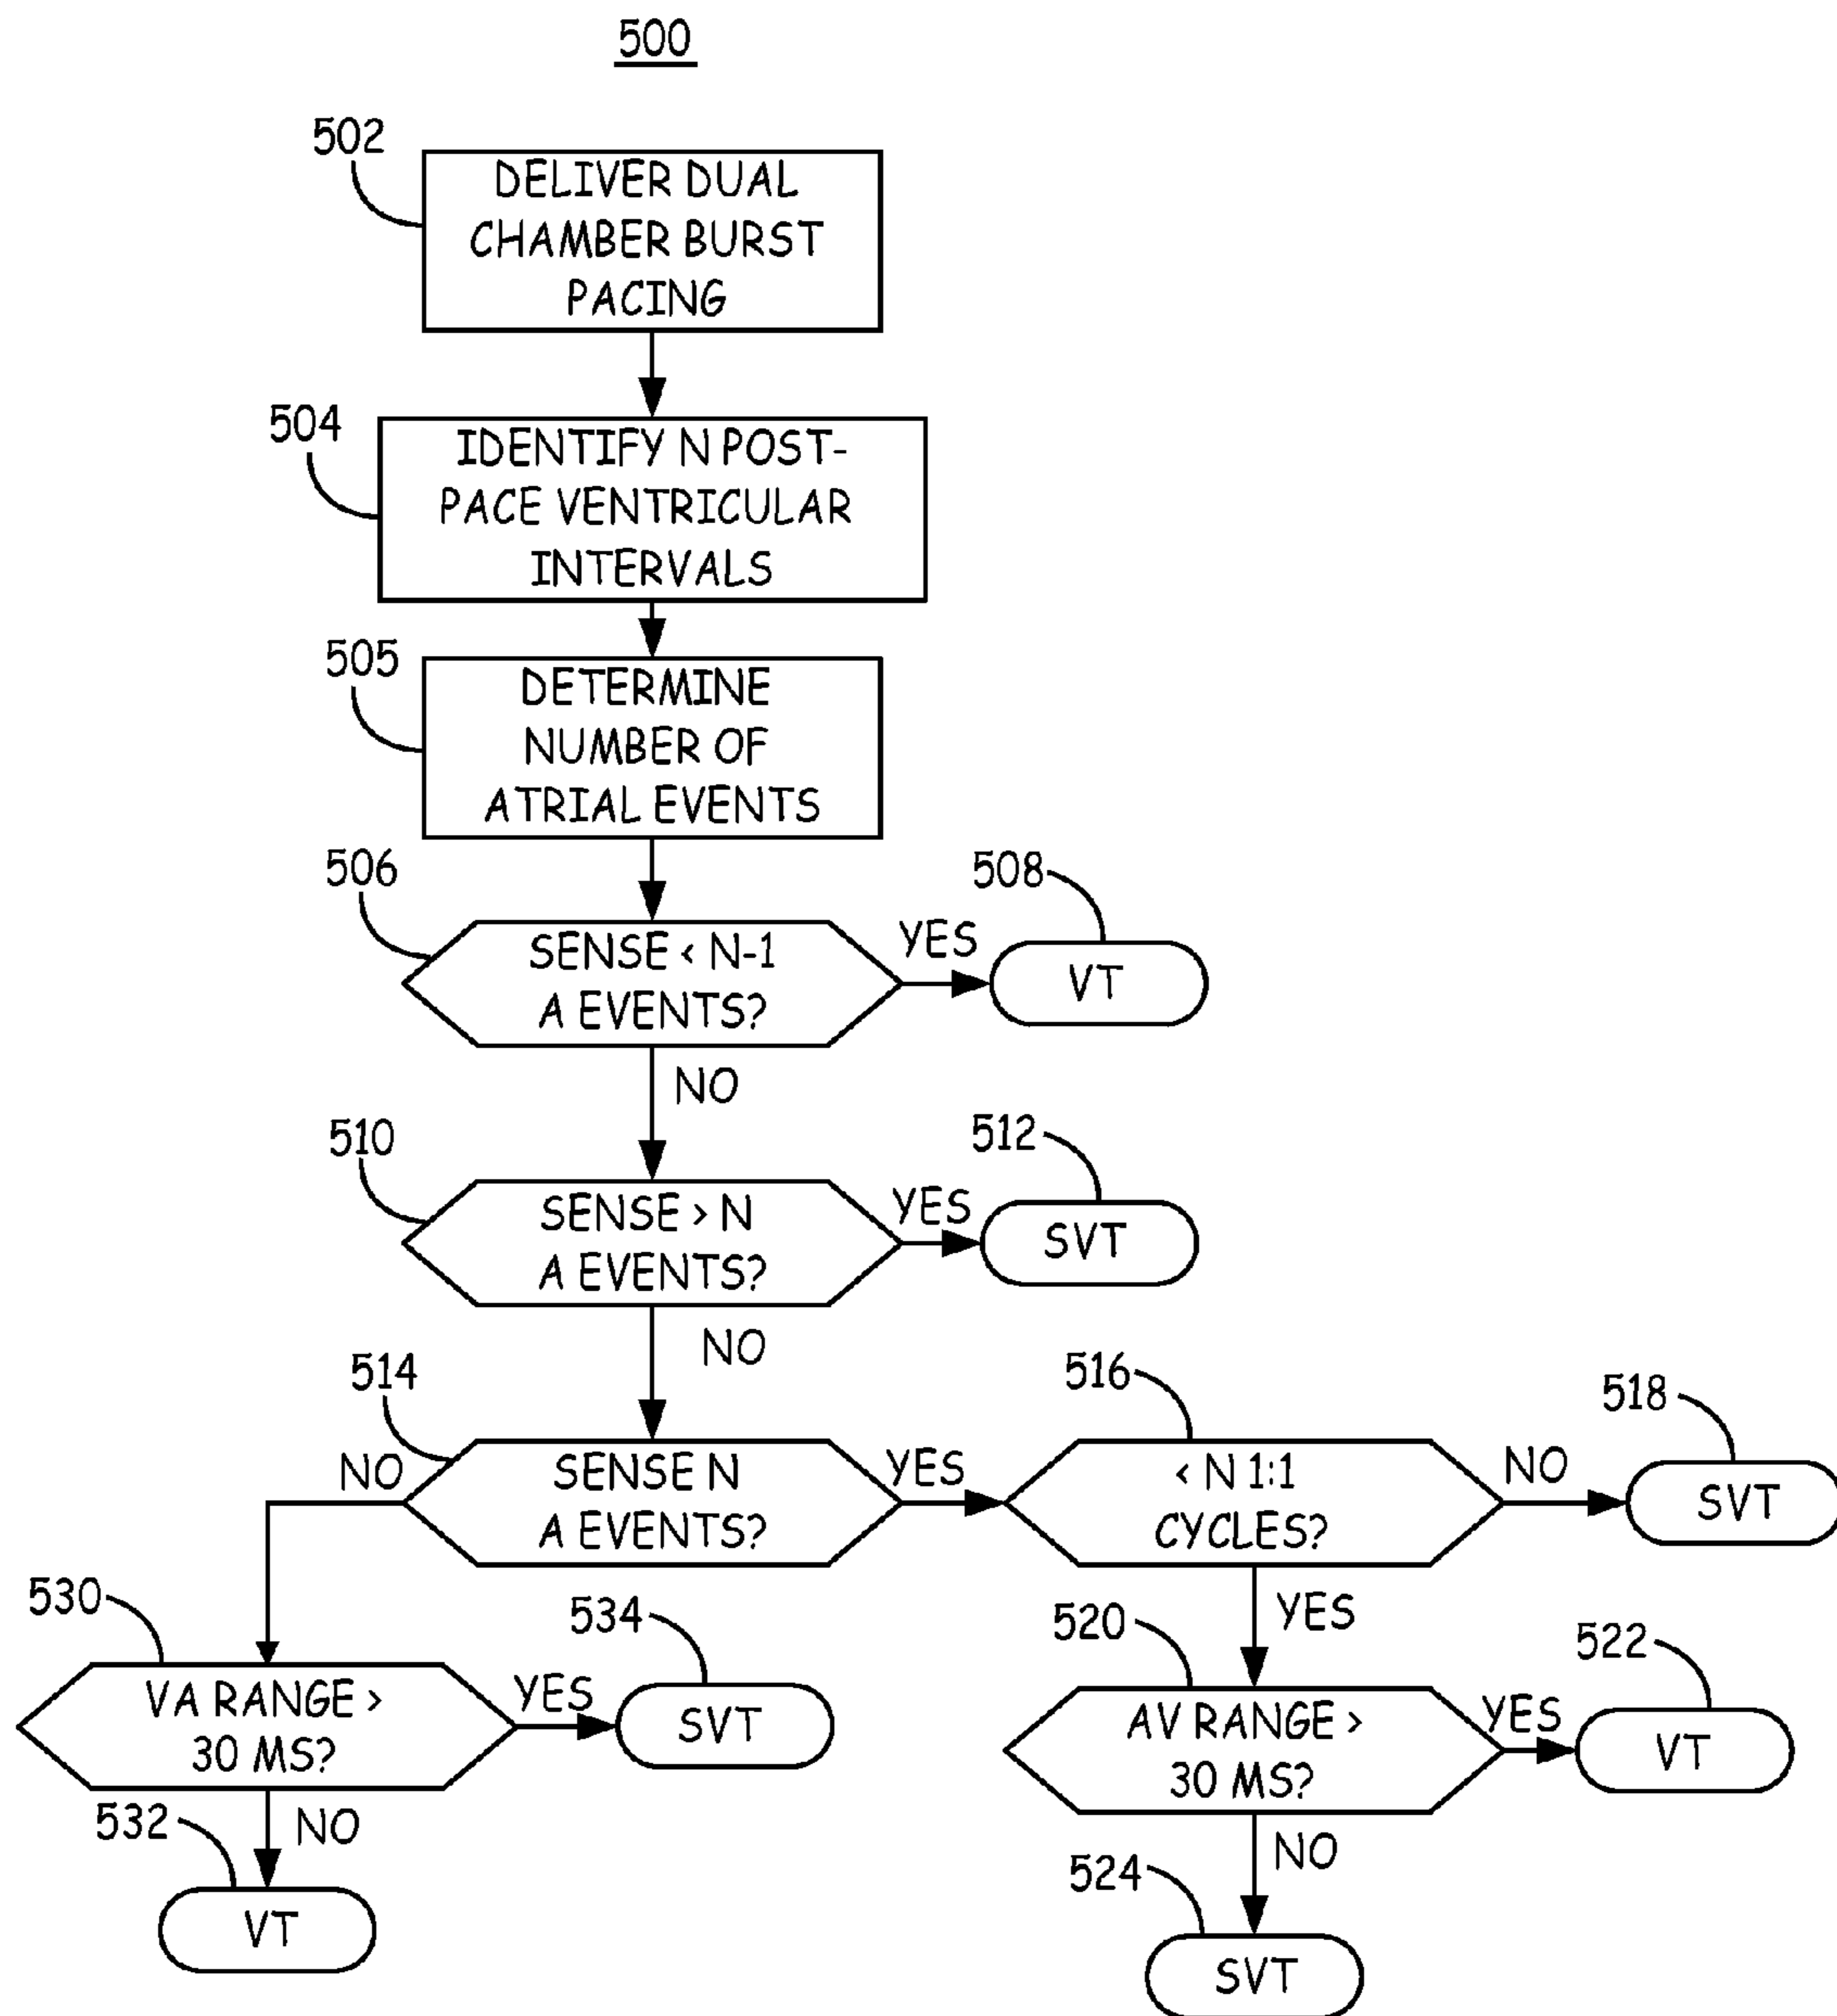 500
502
DELIVER DUAL
CHAMBER BURST
PACING
504
IDENTIFY N POST-
PACE VENTRICULAR
INTERVALS
505
DETERMINE
NUMBER OF
ATRIAL EVENTS
506
SENSE < N-1
A EVENTS?
YES
508
VT
NO
510
SENSE > N
A EVENTS?
YES
512
SVT
NO
514
SENSE N
A EVENTS?
NO
YES
516
< N 1:1
CYCLES?
NO
518
SVT
YES
530
VA RANGE >
30 MS?
YES
534
SVT
NO
532
VT
520
AV RANGE >
30 MS?
YES
522
VT
NO
524
SVT